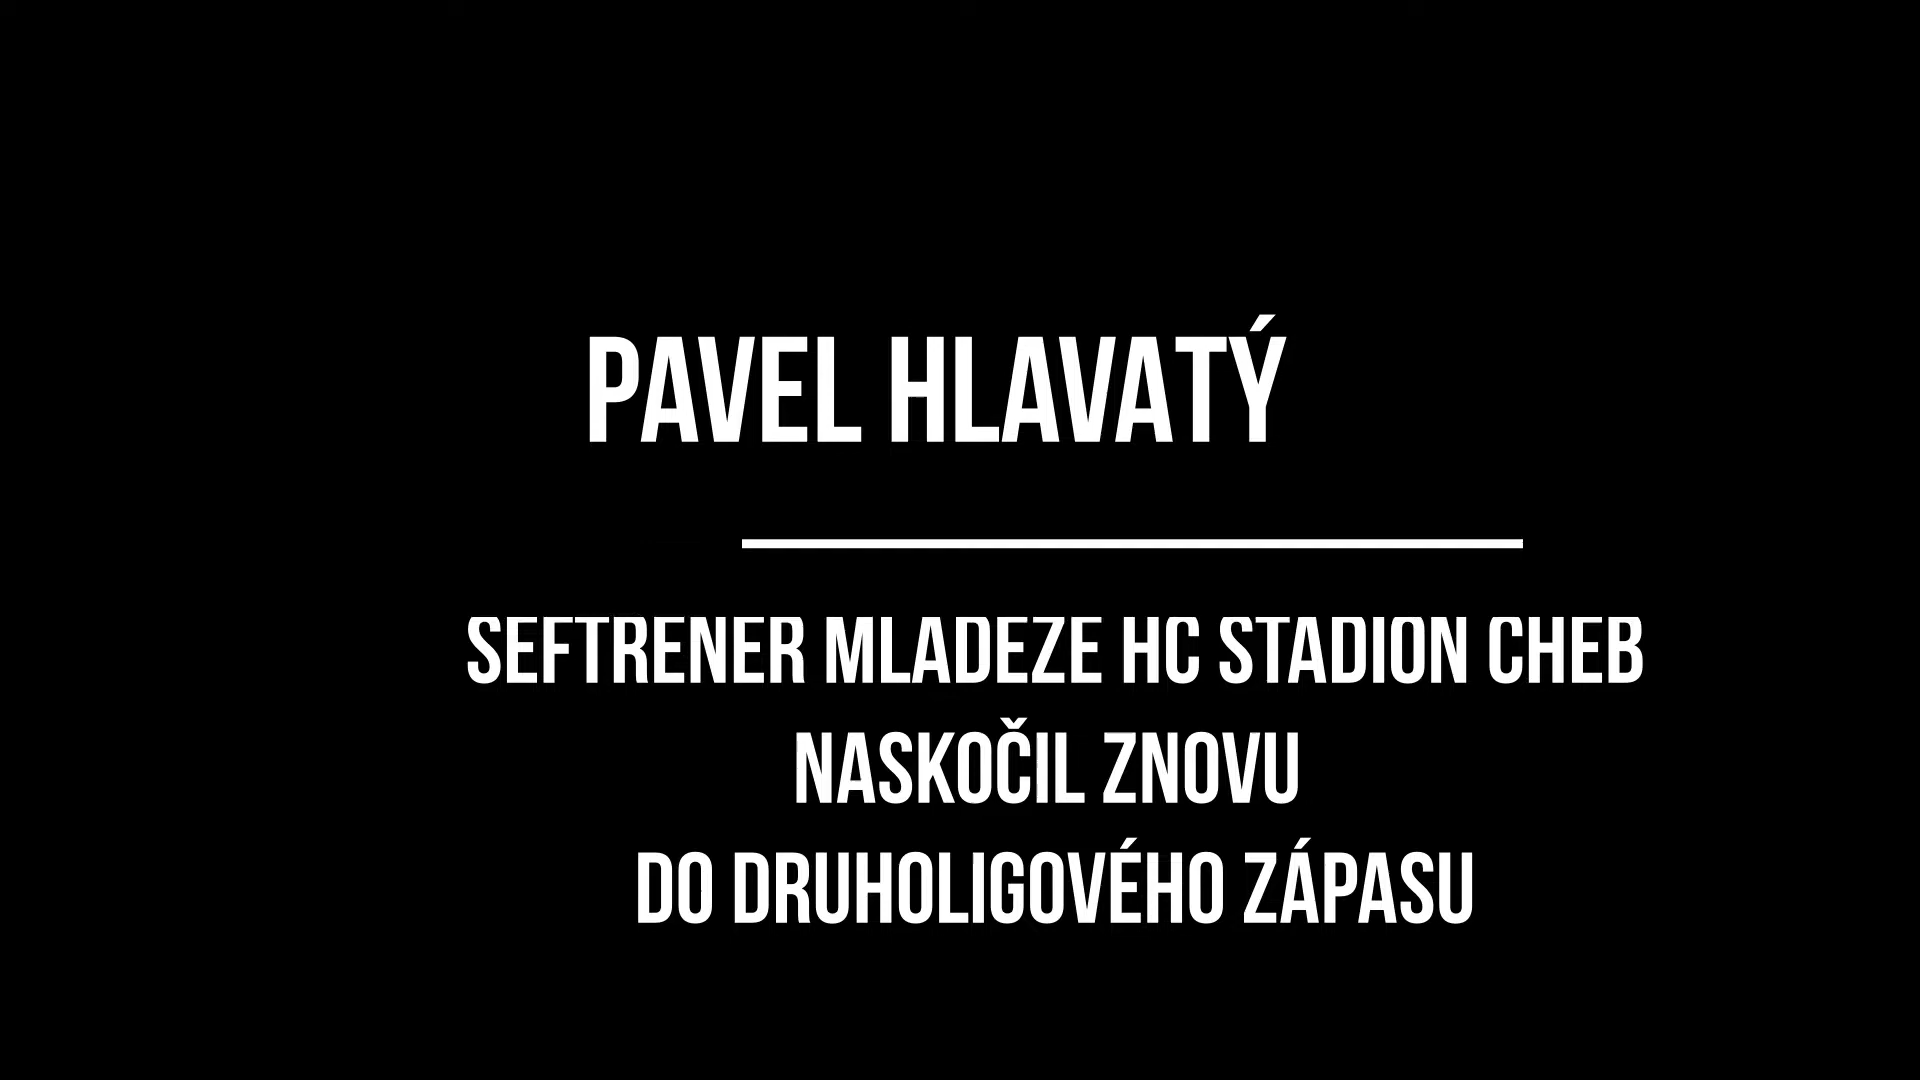 PAVEL HLAVATÝ
SEFTRENER MLADEZE HC STADION CHEB
NASKOČIL ZNOVU
DO DRUHOLIGOVÉHO ZÁPASU